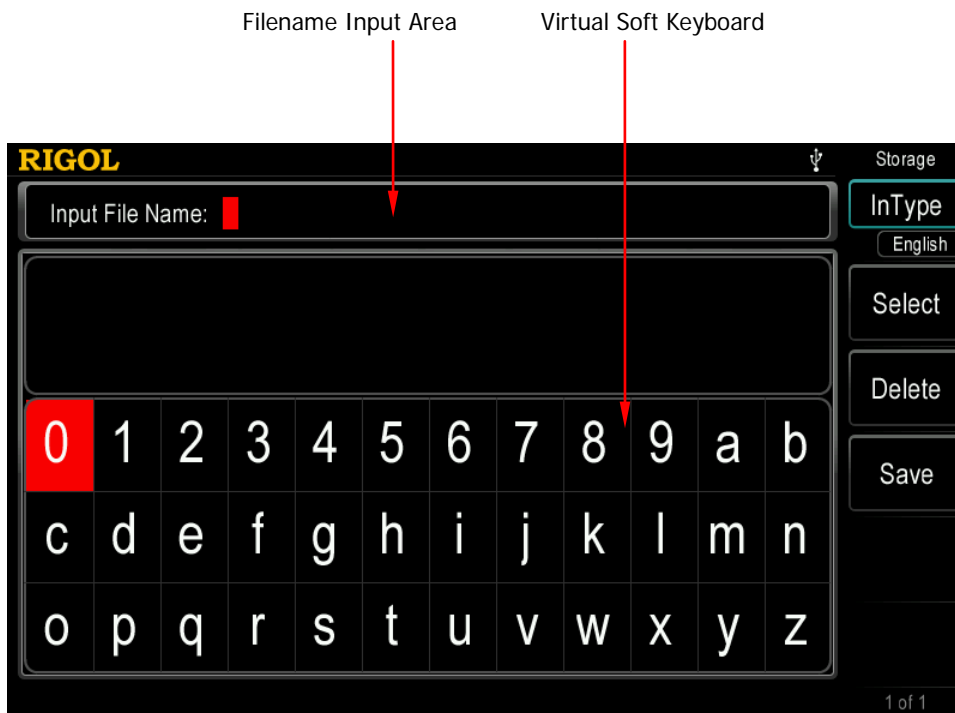 Filename Input Area Virtual Soft Keyboard
RIGOL Storage
Input File Name: InType
English
Select
Delete
0 1 2 3 4 5 6 7 8 9 a b
Save
c d e f g h i j k l m n
o p q r s t u v w x y z
1 of 1